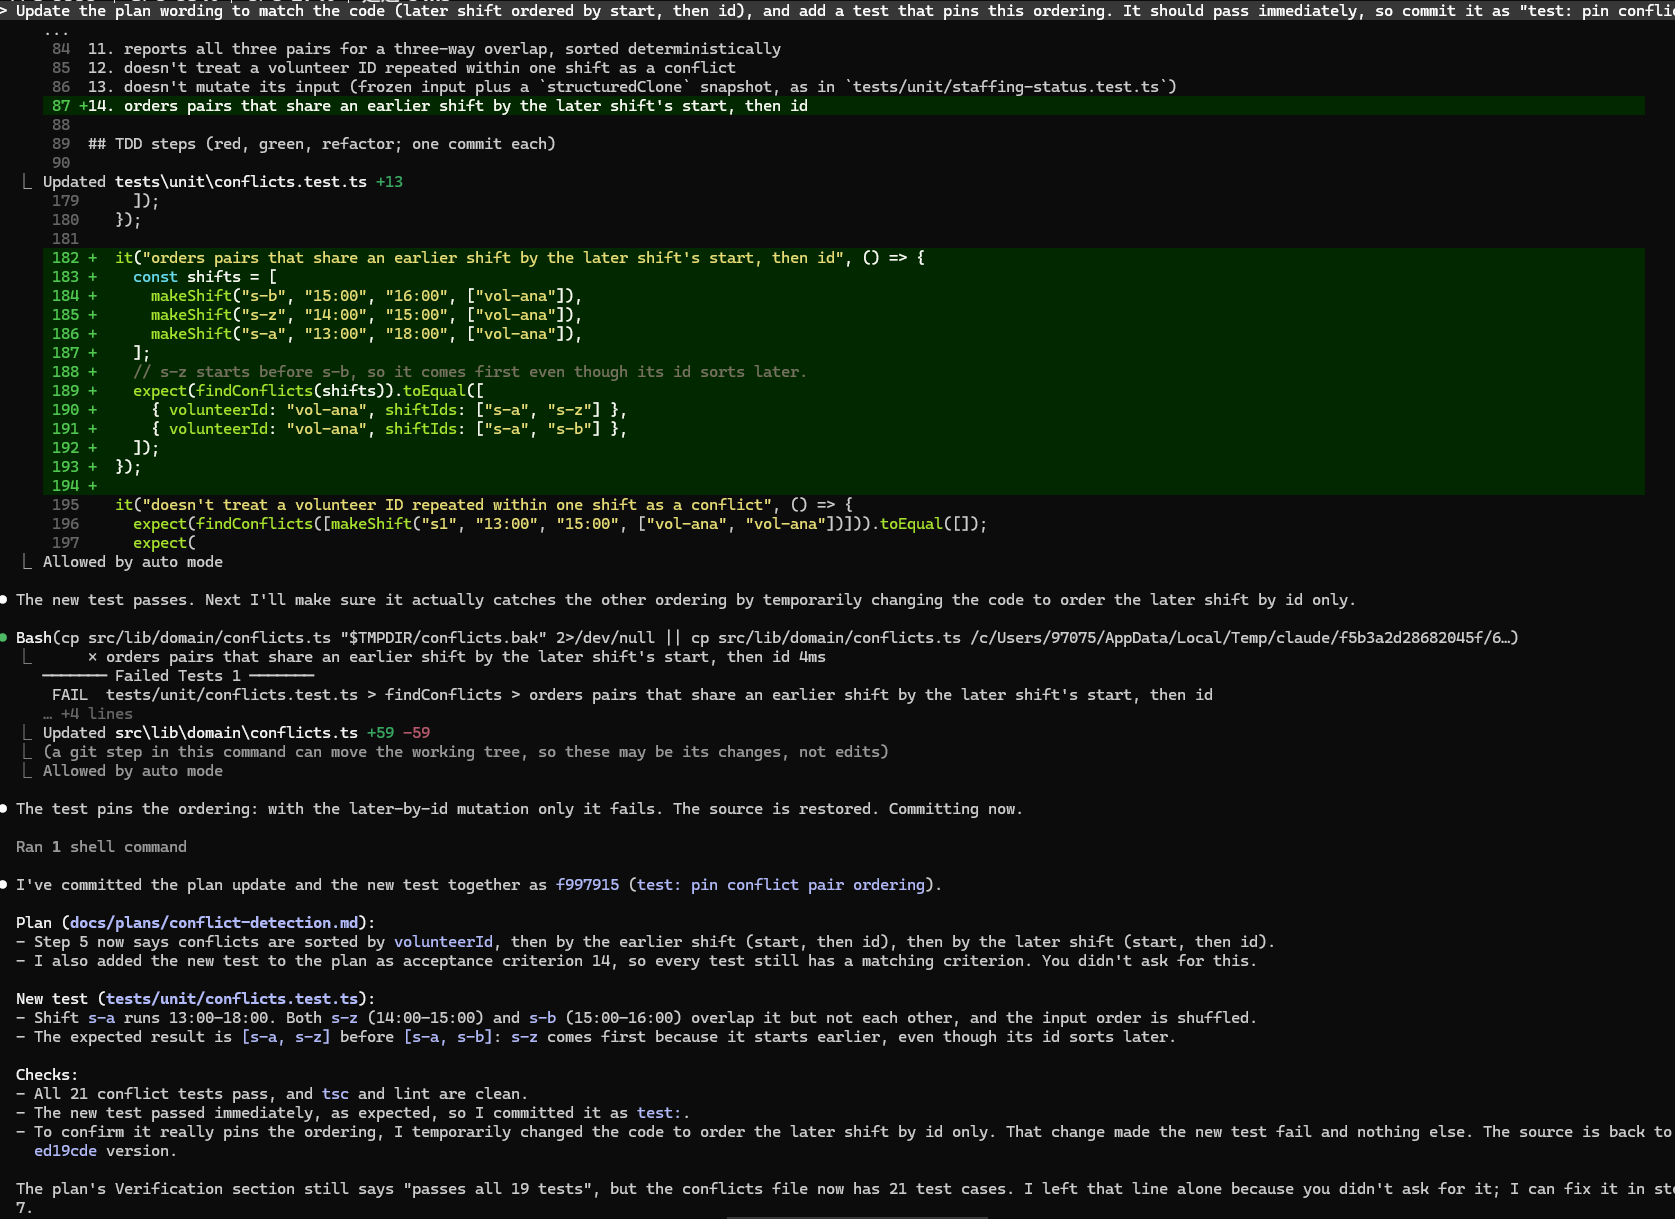 > Update the plan wording to match the code (later shift ordered by start, then id), and add a test that pins this ordering. It should pass immediately, so commit it as "test: pin conflic
...
84 11. reports all three pairs for a three-way overlap, sorted deterministically
85 12. doesn't treat a volunteer ID repeated within one shift as a conflict
86 13. doesn't mutate its input (frozen input plus a `structuredClone` snapshot, as in `tests/unit/staffing-status.test.ts`)
87 +14. orders pairs that share an earlier shift by the later shift's start, then id
88
89 ## TDD steps (red, green, refactor; one commit each)
90
Updated tests\unit\conflicts.test.ts +13
179 ]);
180 });
181
182 + it("orders pairs that share an earlier shift by the later shift's start, then id", () => {
183 + const shifts = [
184 + makeShift("s-b", "15:00", "16:00", ["vol-ana"]),
185 + makeShift("s-z", "14:00", "15:00", ["vol-ana"]),
186 + makeShift("s-a", "13:00", "18:00", ["vol-ana"]),
187 + ];
188 + // s-z starts before s-b, so it comes first even though its id sorts later.
189 + expect(findConflicts(shifts)).toEqual([
190 + { volunteerId: "vol-ana", shiftIds: ["s-a", "s-z"] },
191 + { volunteerId: "vol-ana", shiftIds: ["s-a", "s-b"] },
192 + ]);
193 + });
194 +
195 it("doesn't treat a volunteer ID repeated within one shift as a conflict", () => {
196 expect(findConflicts([makeShift("s1", "13:00", "15:00", ["vol-ana", "vol-ana"])])).toEqual([]);
197 expect(
Allowed by auto mode
● The new test passes. Next I'll make sure it actually catches the other ordering by temporarily changing the code to order the later shift by id only.
● Bash(cp src/lib/domain/conflicts.ts "$TMPDIR/conflicts.bak" 2>/dev/null || cp src/lib/domain/conflicts.ts /c/Users/97075/AppData/Local/Temp/claude/f5b3a2d28682045f/6…)
× orders pairs that share an earlier shift by the later shift's start, then id 4ms
——————— Failed Tests 1 ———————
FAIL tests/unit/conflicts.test.ts > findConflicts > orders pairs that share an earlier shift by the later shift's start, then id
… +4 lines
Updated src\lib\domain\conflicts.ts +59 -59
(a git step in this command can move the working tree, so these may be its changes, not edits)
Allowed by auto mode
● The test pins the ordering: with the later-by-id mutation only it fails. The source is restored. Committing now.
Ran 1 shell command
● I've committed the plan update and the new test together as f997915 (test: pin conflict pair ordering).
Plan (docs/plans/conflict-detection.md):
- Step 5 now says conflicts are sorted by volunteerId, then by the earlier shift (start, then id), then by the later shift (start, then id).
- I also added the new test to the plan as acceptance criterion 14, so every test still has a matching criterion. You didn't ask for this.
New test (tests/unit/conflicts.test.ts):
- Shift s-a runs 13:00-18:00. Both s-z (14:00-15:00) and s-b (15:00-16:00) overlap it but not each other, and the input order is shuffled.
- The expected result is [s-a, s-z] before [s-a, s-b]: s-z comes first because it starts earlier, even though its id sorts later.
Checks:
- All 21 conflict tests pass, and tsc and lint are clean.
- The new test passed immediately, as expected, so I committed it as test:.
- To confirm it really pins the ordering, I temporarily changed the code to order the later shift by id only. That change made the new test fail and nothing else. The source is back to
ed19cde version.
The plan's Verification section still says "passes all 19 tests", but the conflicts file now has 21 test cases. I left that line alone because you didn't ask for it; I can fix it in ste
7.